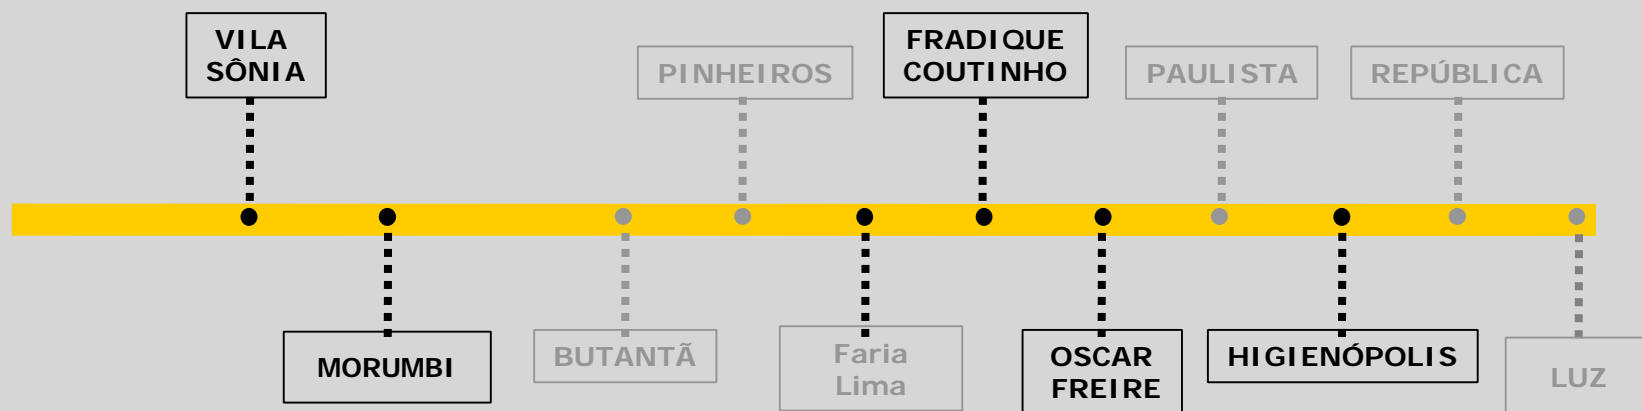 VILA
SÔNIA
PINHEIROS
FRADIQUE
COUTINHO
PAULISTA
REPÚBLICA
MORUMBI
BUTANTÃ
Faria
Lima
OSCAR
FREIRE
HIGIENÓPOLIS
LUZ